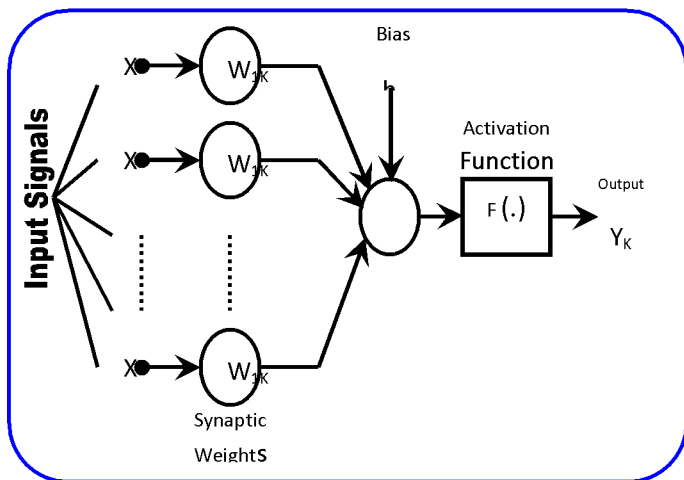 Bias
X W1K
b
Activation
Function
X W1K
Input Signals
F (.)
Output
YK
X W1K
Synaptic
Weights